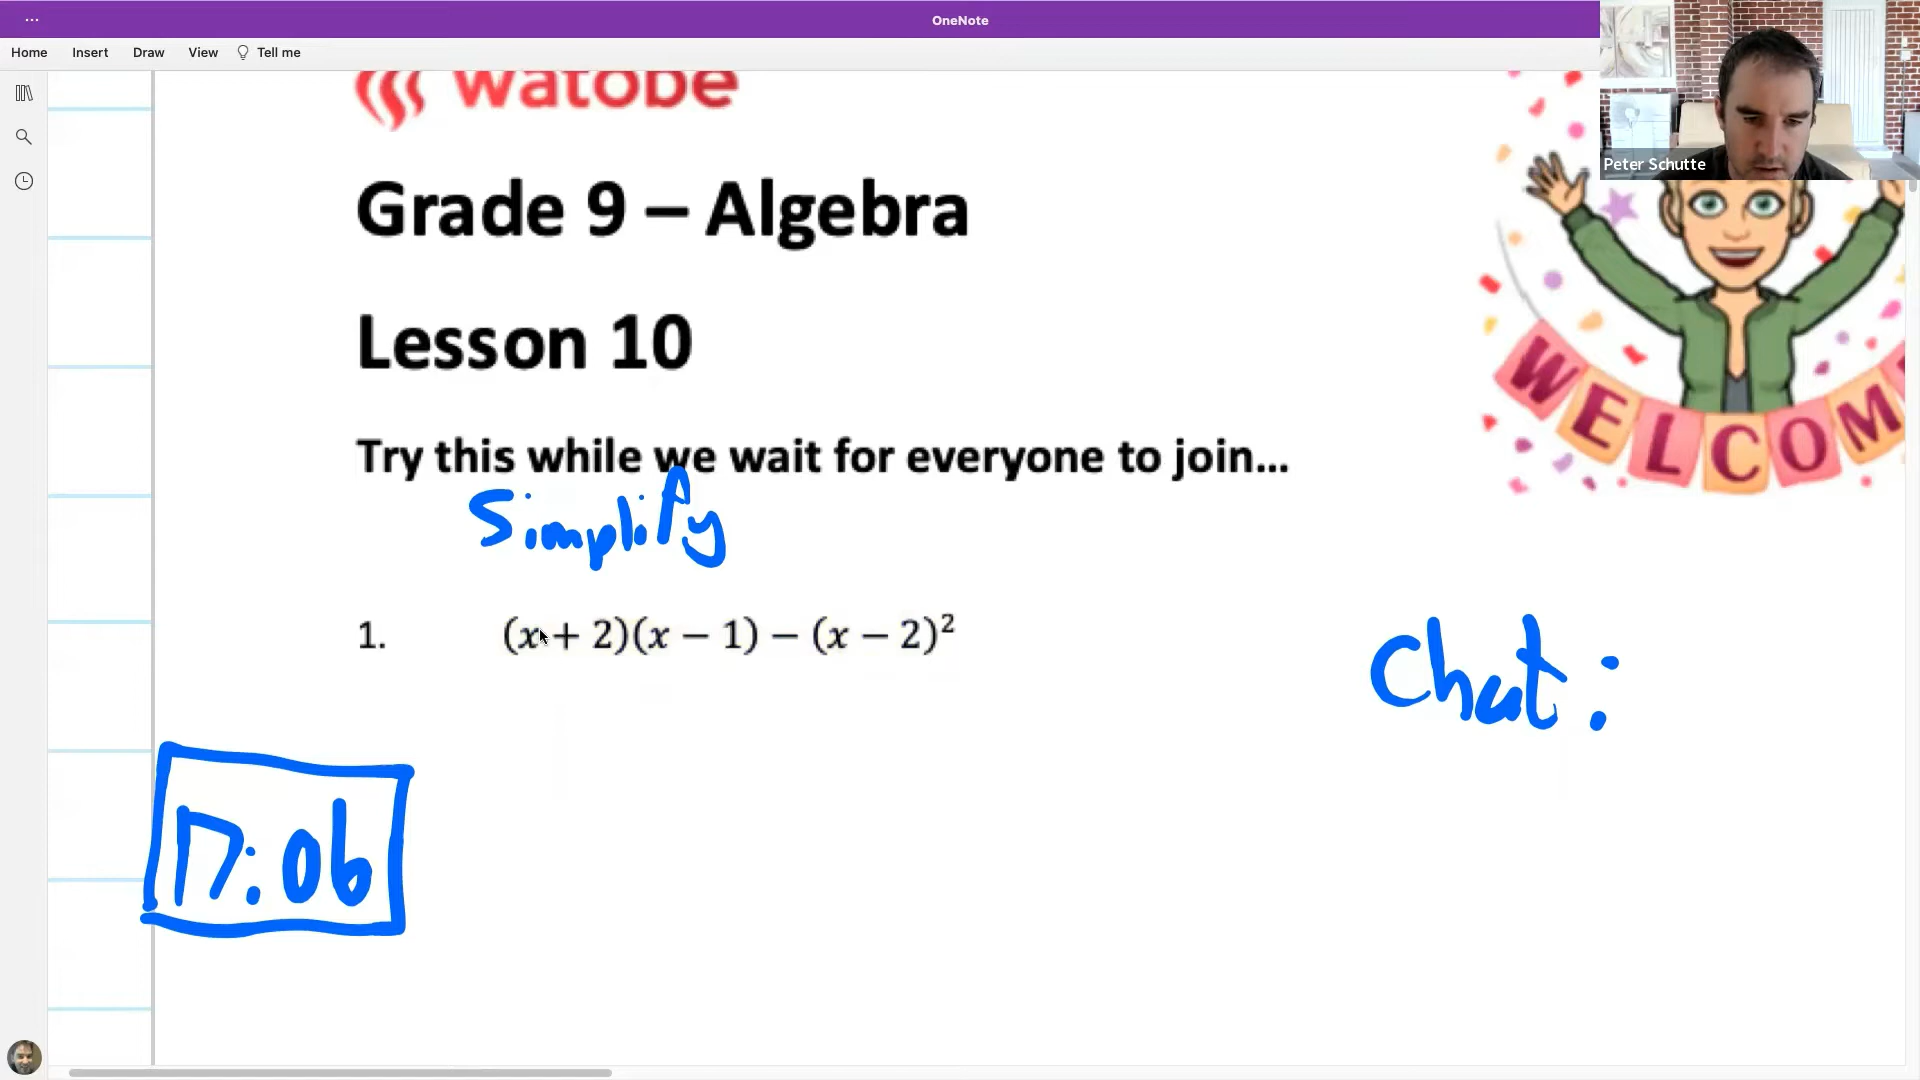 OneNote
Home Insert Draw View Tell me
watobe
Peter Schutte
Grade 9 – Algebra
Lesson 10
WELCOM
Try this while we wait for everyone to join...
Simplify
1. (x + 2)(x − 1) − (x − 2)²
Chat :
17:06